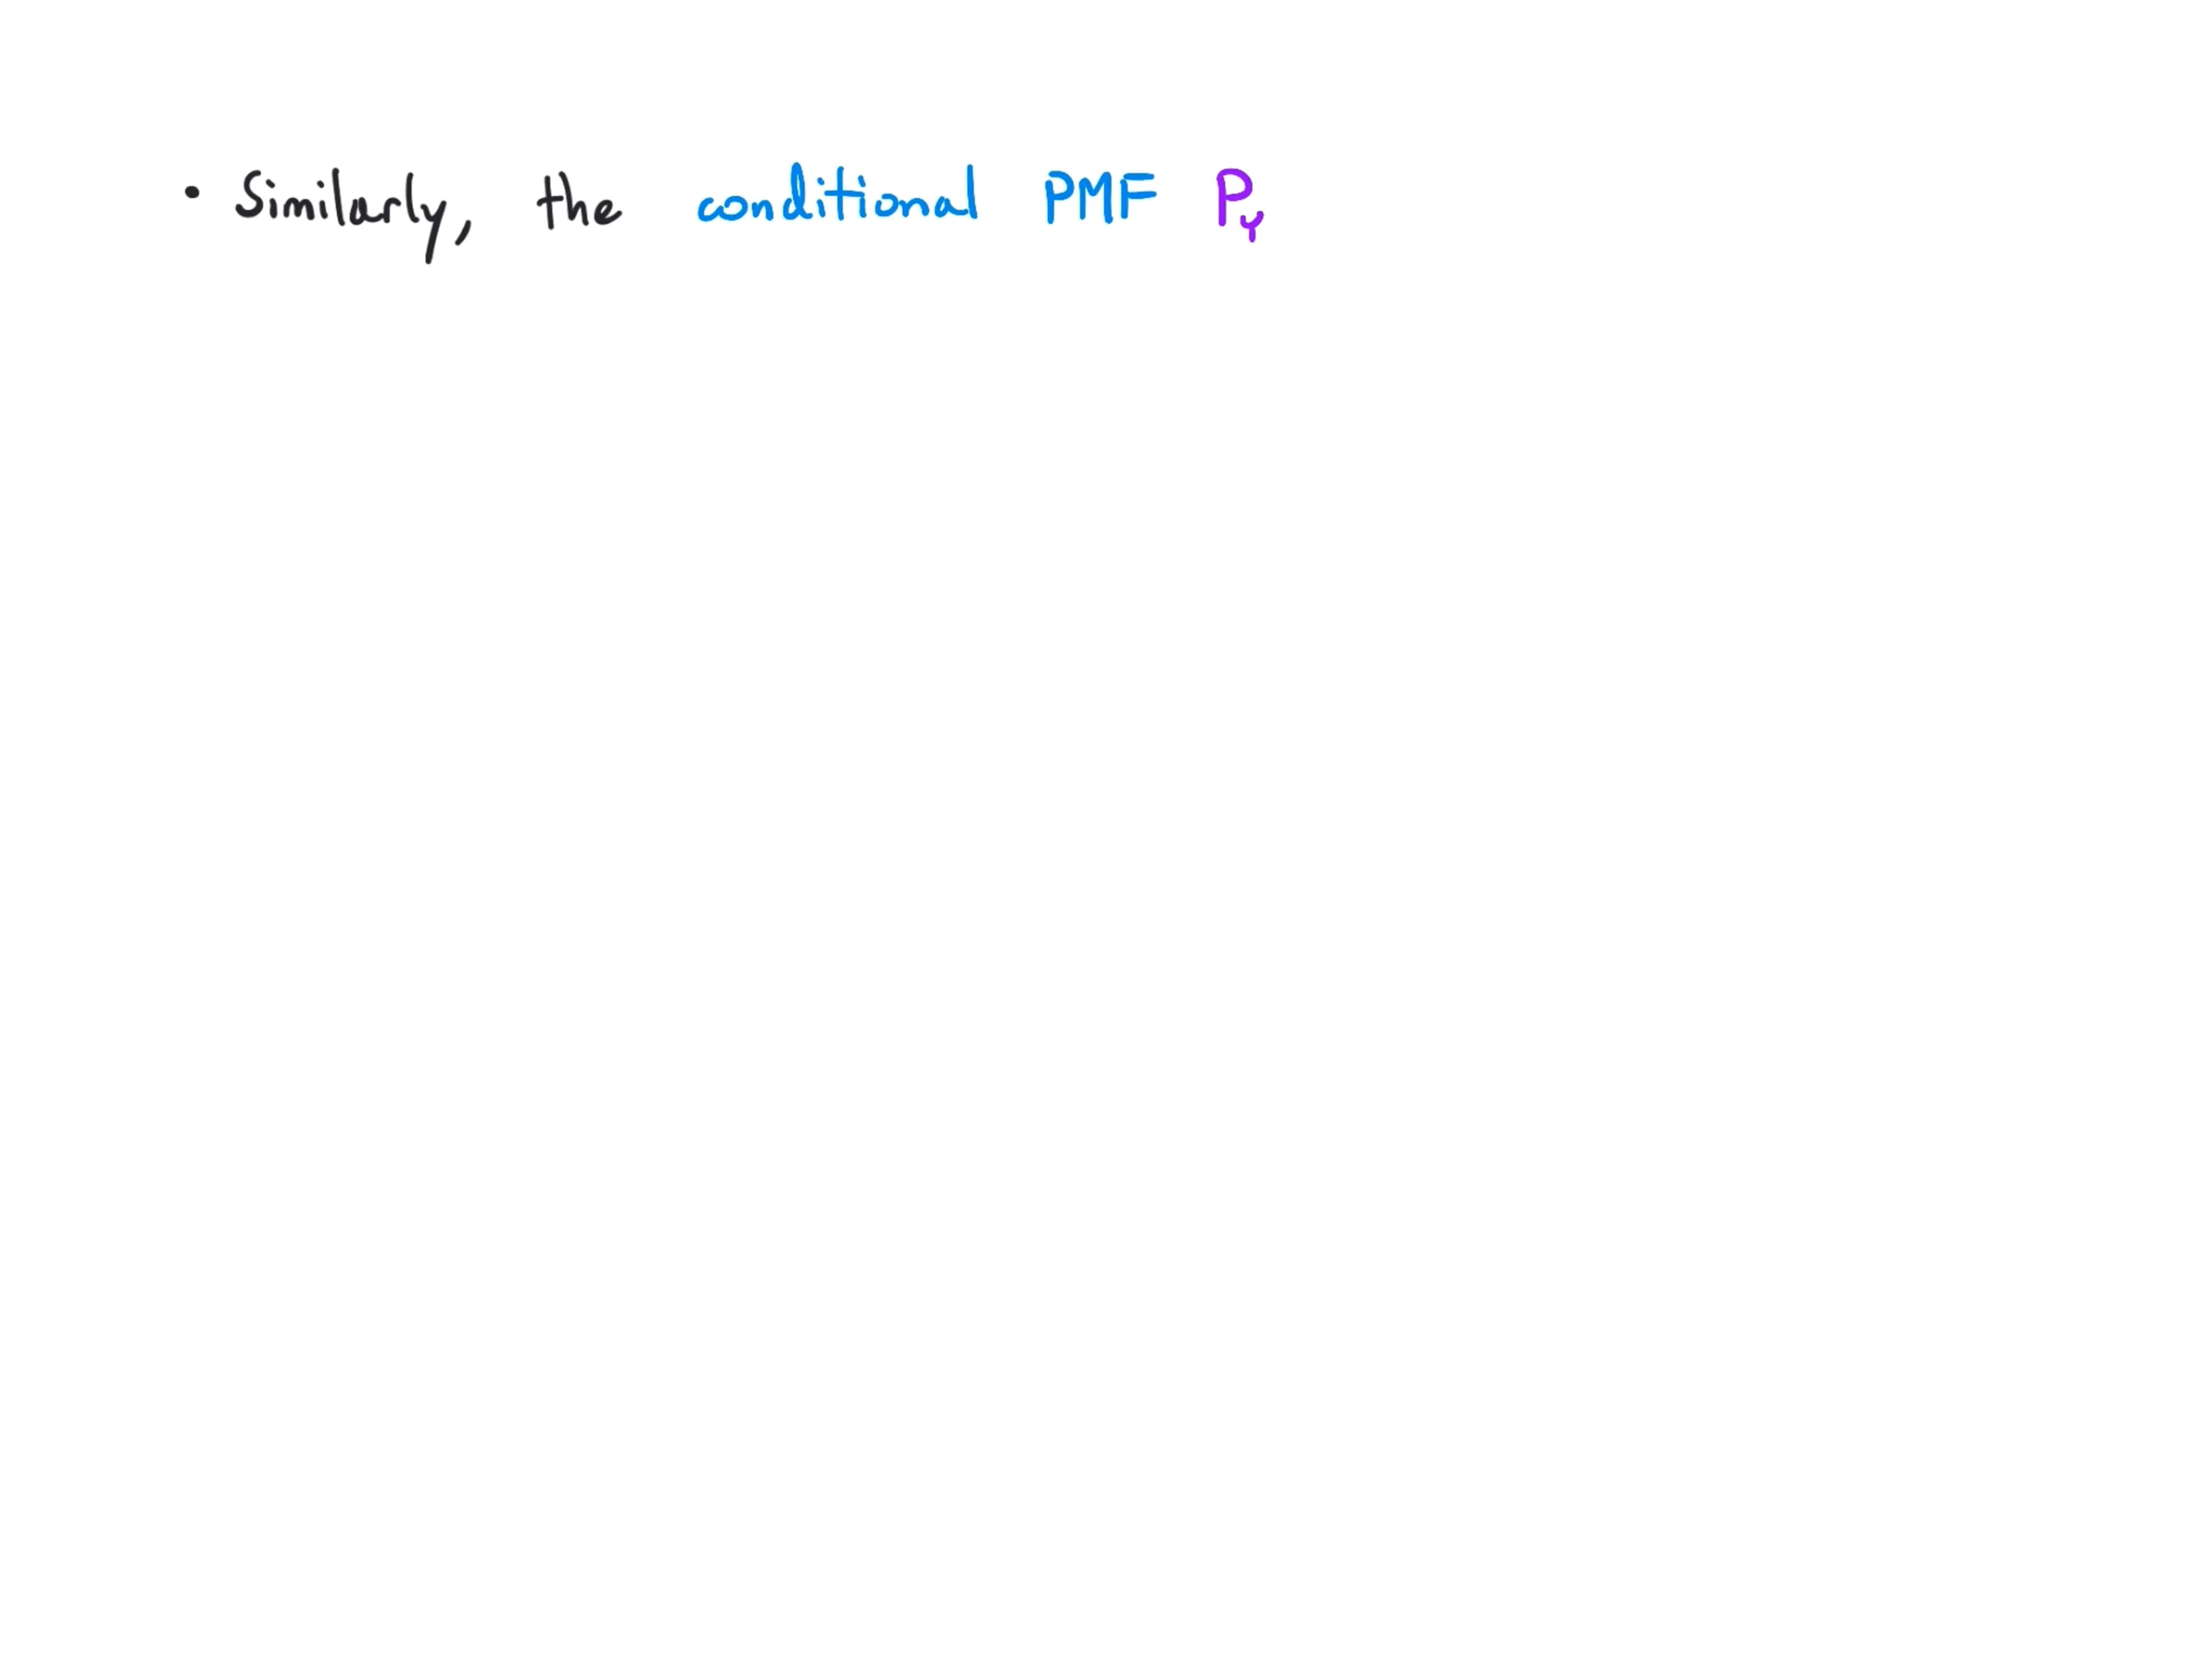 • Similarly, the conditional PMF P_Y